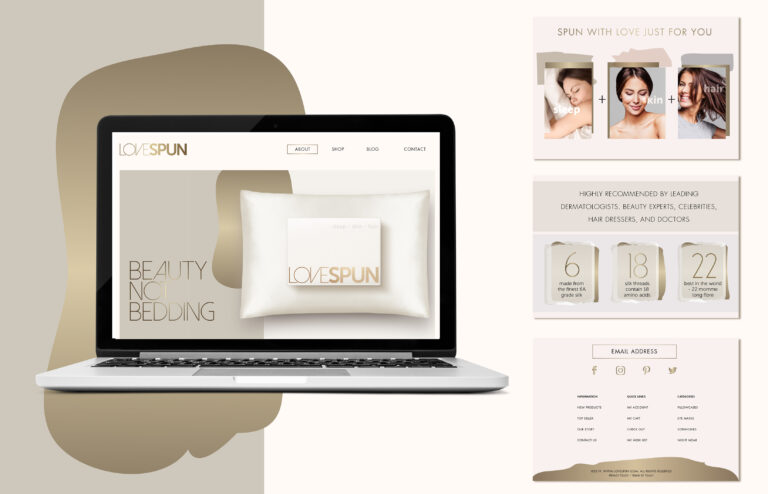 LOVESPUN
ABOUT
SHOP
BLOG
CONTACT
sleep + skin + hair
LOVESPUN
BEAUTY
NOT
BEDDING
SPUN WITH LOVE JUST FOR YOU
Sleep + skin + hair
HIGHLY RECOMMENDED BY LEADING
DERMATOLOGISTS, BEAUTY EXPERTS, CELEBRITIES,
HAIR DRESSERS, AND DOCTORS
6
made from
the finest 6A
grade silk
18
silk threads
contain 18
amino acids
22
best in the world
- 22 momme
long fibre
EMAIL ADDRESS
INFORMATION
NEW PRODUCTS
TOP SELLER
OUR STORY
CONTACT US
QUICK LINKS
MY ACCOUNT
MY CART
CHECK OUT
MY WISH LIST
CATEGORIES
PILLOWCASES
EYE MASKS
SCRUNCHIES